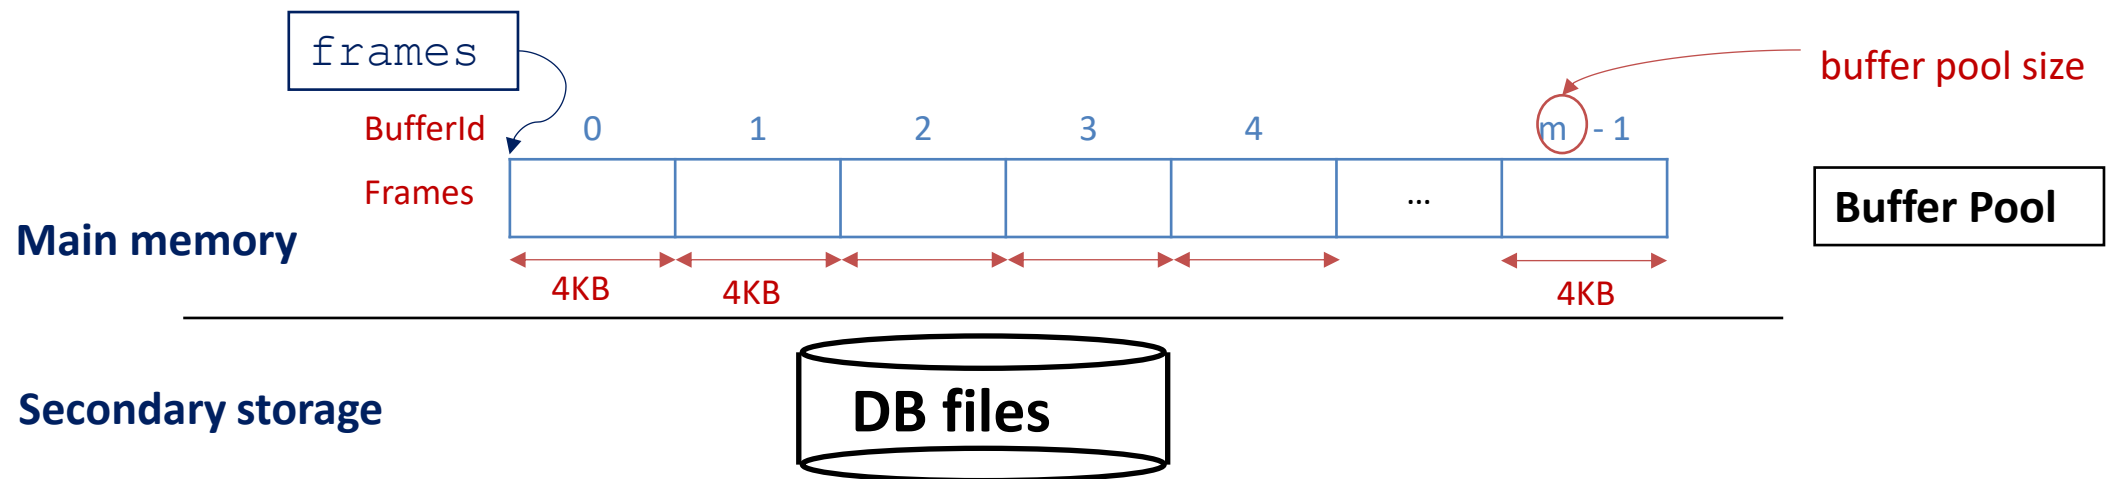 frames
buffer pool size
BufferId 0 1 2 3 4 m - 1
Frames ...
Buffer Pool
Main memory
4KB 4KB 4KB
DB files
Secondary storage